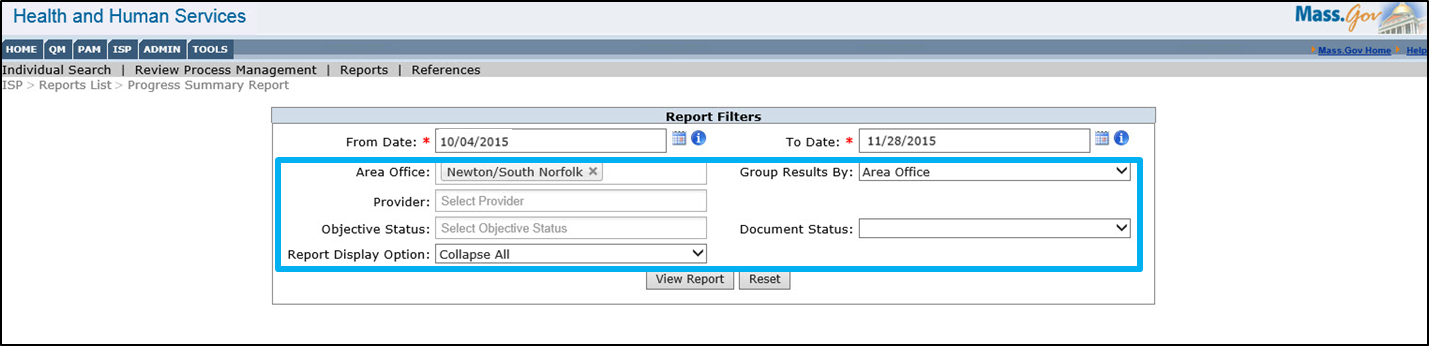 Health and Human Services
Mass.Gov
HOME QM PAM ISP ADMIN TOOLS
Mass.Gov Home Help
Individual Search | Review Process Management | Reports | References
ISP > Reports List > Progress Summary Report
Report Filters
From Date: * 10/04/2015 To Date: * 11/28/2015
Area Office: Newton/South Norfolk × Group Results By: Area Office
Provider: Select Provider
Objective Status: Select Objective Status Document Status:
Report Display Option: Collapse All
View Report Reset